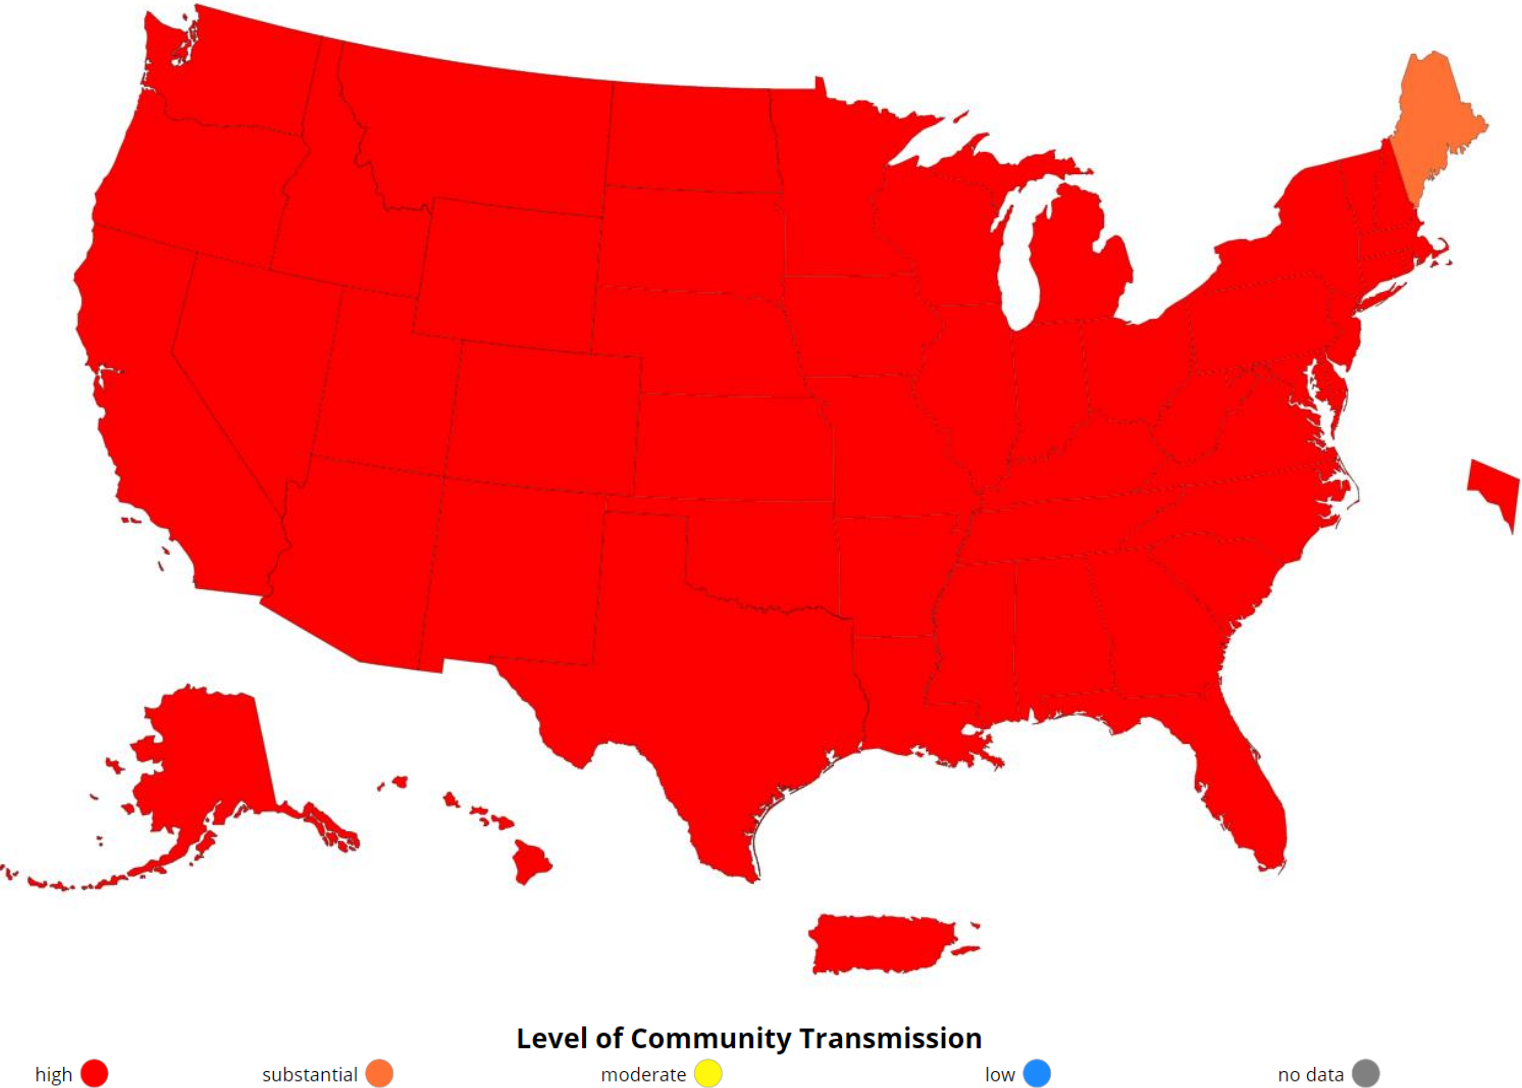 Level of Community Transmission
high substantial moderate low no data